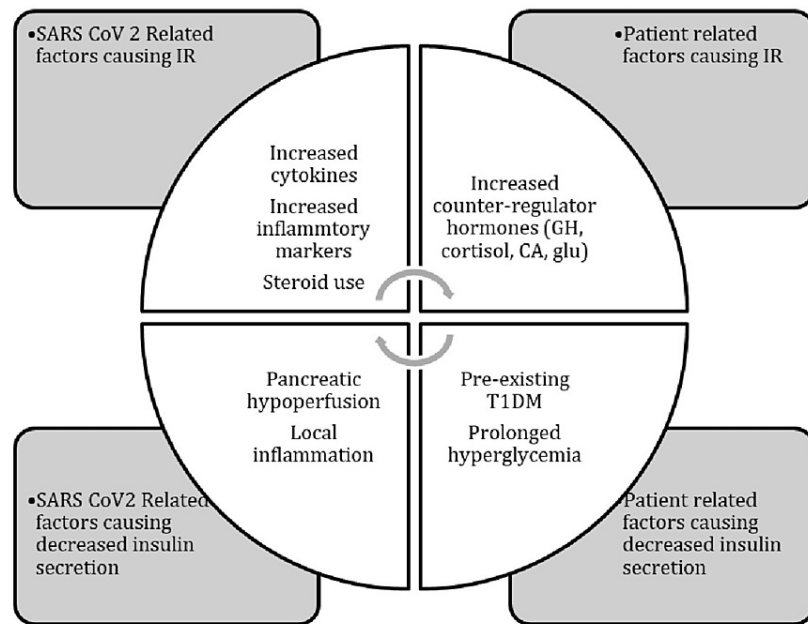 •SARS CoV 2 Related
factors causing IR
•Patient related
factors causing IR
Increased
cytokines
Increased
inflammtory
markers
Steroid use
Increased
counter-regulator
hormones (GH,
cortisol, CA, glu)
Pancreatic
hypoperfusion
Local
inflammation
Pre-existing
T1DM
Prolonged
hyperglycemia
•SARS CoV2 Related
factors causing
decreased insulin
secretion
•Patient related
factors causing
decreased insulin
secretion